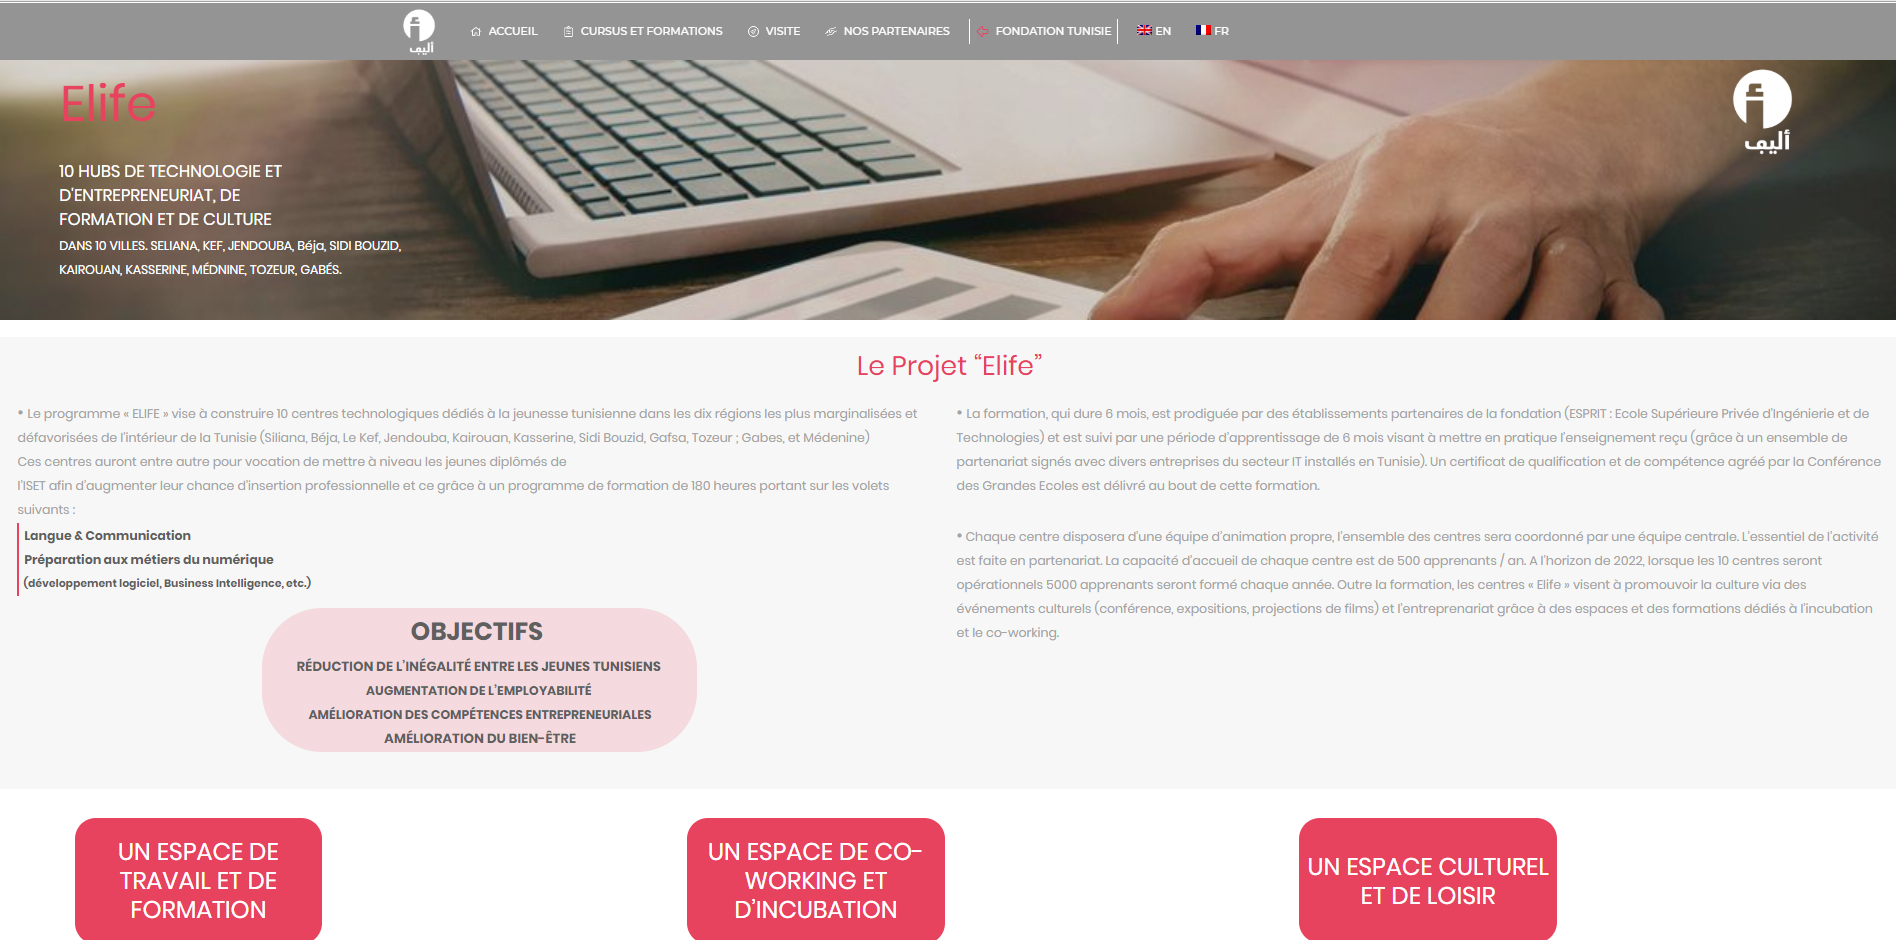 أليف
ACCUEIL
CURSUS ET FORMATIONS
VISITE
NOS PARTENAIRES
FONDATION TUNISIE
EN
FR
Elife
أليف
10 HUBS DE TECHNOLOGIE ET
D'ENTREPRENEURIAT, DE
FORMATION ET DE CULTURE
DANS 10 VILLES. SELIANA, KEF, JENDOUBA, Béja, SIDI BOUZID,
KAIROUAN, KASSERINE, MÉDNINE, TOZEUR, GABÉS.
Le Projet “Elife”
• Le programme « ELIFE » vise à construire 10 centres technologiques dédiés à la jeunesse tunisienne dans les dix régions les plus marginalisées et
défavorisées de l'intérieur de la Tunisie (Siliana, Béja, Le Kef, Jendouba, Kairouan, Kasserine, Sidi Bouzid, Gafsa, Tozeur ; Gabes, et Médenine)
Ces centres auront entre autre pour vocation de mettre à niveau les jeunes diplômés de
l'ISET afin d'augmenter leur chance d'insertion professionnelle et ce grâce à un programme de formation de 180 heures portant sur les volets
suivants :
Langue & Communication
Préparation aux métiers du numérique
(développement logiciel, Business Intelligence, etc.)
OBJECTIFS
RÉDUCTION DE L'INÉGALITÉ ENTRE LES JEUNES TUNISIENS
AUGMENTATION DE L'EMPLOYABILITÉ
AMÉLIORATION DES COMPÉTENCES ENTREPRENEURIALES
AMÉLIORATION DU BIEN-ÊTRE
• La formation, qui dure 6 mois, est prodiguée par des établissements partenaires de la fondation (ESPRIT : Ecole Supérieure Privée d'Ingénierie et de
Technologies) et est suivi par une période d'apprentissage de 6 mois visant à mettre en pratique l'enseignement reçu (grâce à un ensemble de
partenariat signés avec divers entreprises du secteur IT installés en Tunisie). Un certificat de qualification et de compétence agréé par la Conférence
des Grandes Ecoles est délivré au bout de cette formation.
• Chaque centre disposera d'une équipe d'animation propre, l'ensemble des centres sera coordonné par une équipe centrale. L'essentiel de l'activité
est faite en partenariat. La capacité d'accueil de chaque centre est de 500 apprenants / an. A l'horizon de 2022, lorsque les 10 centres seront
opérationnels 5000 apprenants seront formé chaque année. Outre la formation, les centres « Elife » visent à promouvoir la culture via des
événements culturels (conférence, expositions, projections de films) et l'entreprenariat grâce à des espaces et des formations dédiés à l'incubation
et le co-working.
UN ESPACE DE
TRAVAIL ET DE
FORMATION
UN ESPACE DE CO-
WORKING ET
D'INCUBATION
UN ESPACE CULTUREL
ET DE LOISIR